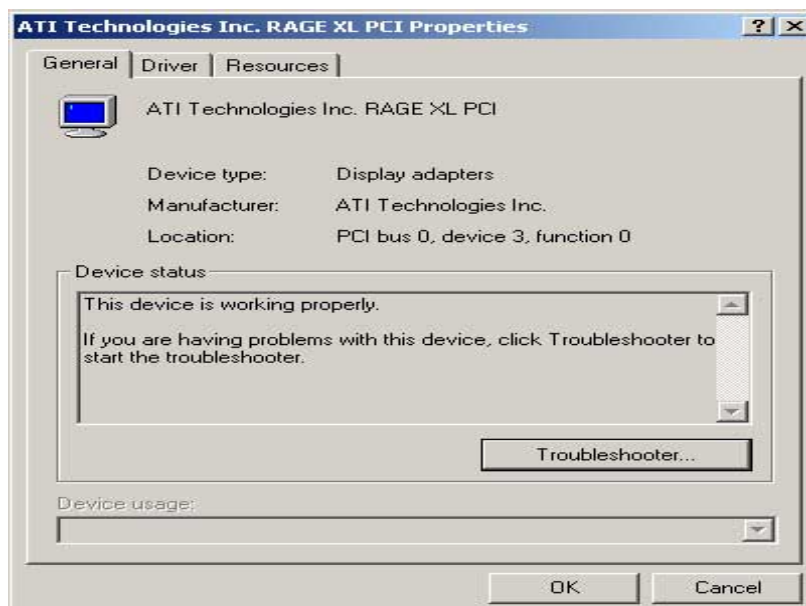 ATI Technologies Inc. RAGE XL PCI Properties
General Driver Resources
ATI Technologies Inc. RAGE XL PCI
Device type: Display adapters
Manufacturer: ATI Technologies Inc.
Location: PCI bus 0, device 3, function 0
Device status
This device is working properly.
If you are having problems with this device, click Troubleshooter to
start the troubleshooter.
Troubleshooter...
Device usage:
OK Cancel